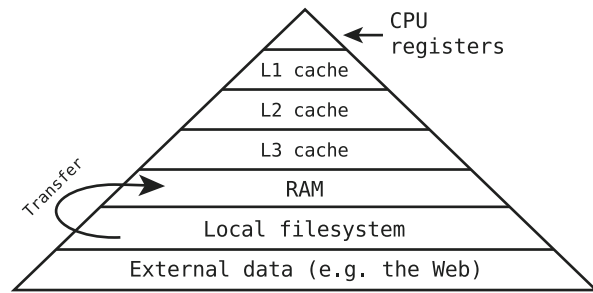 CPU
registers
L1 cache
L2 cache
L3 cache
RAM
Transfer
Local filesystem
External data (e.g. the Web)